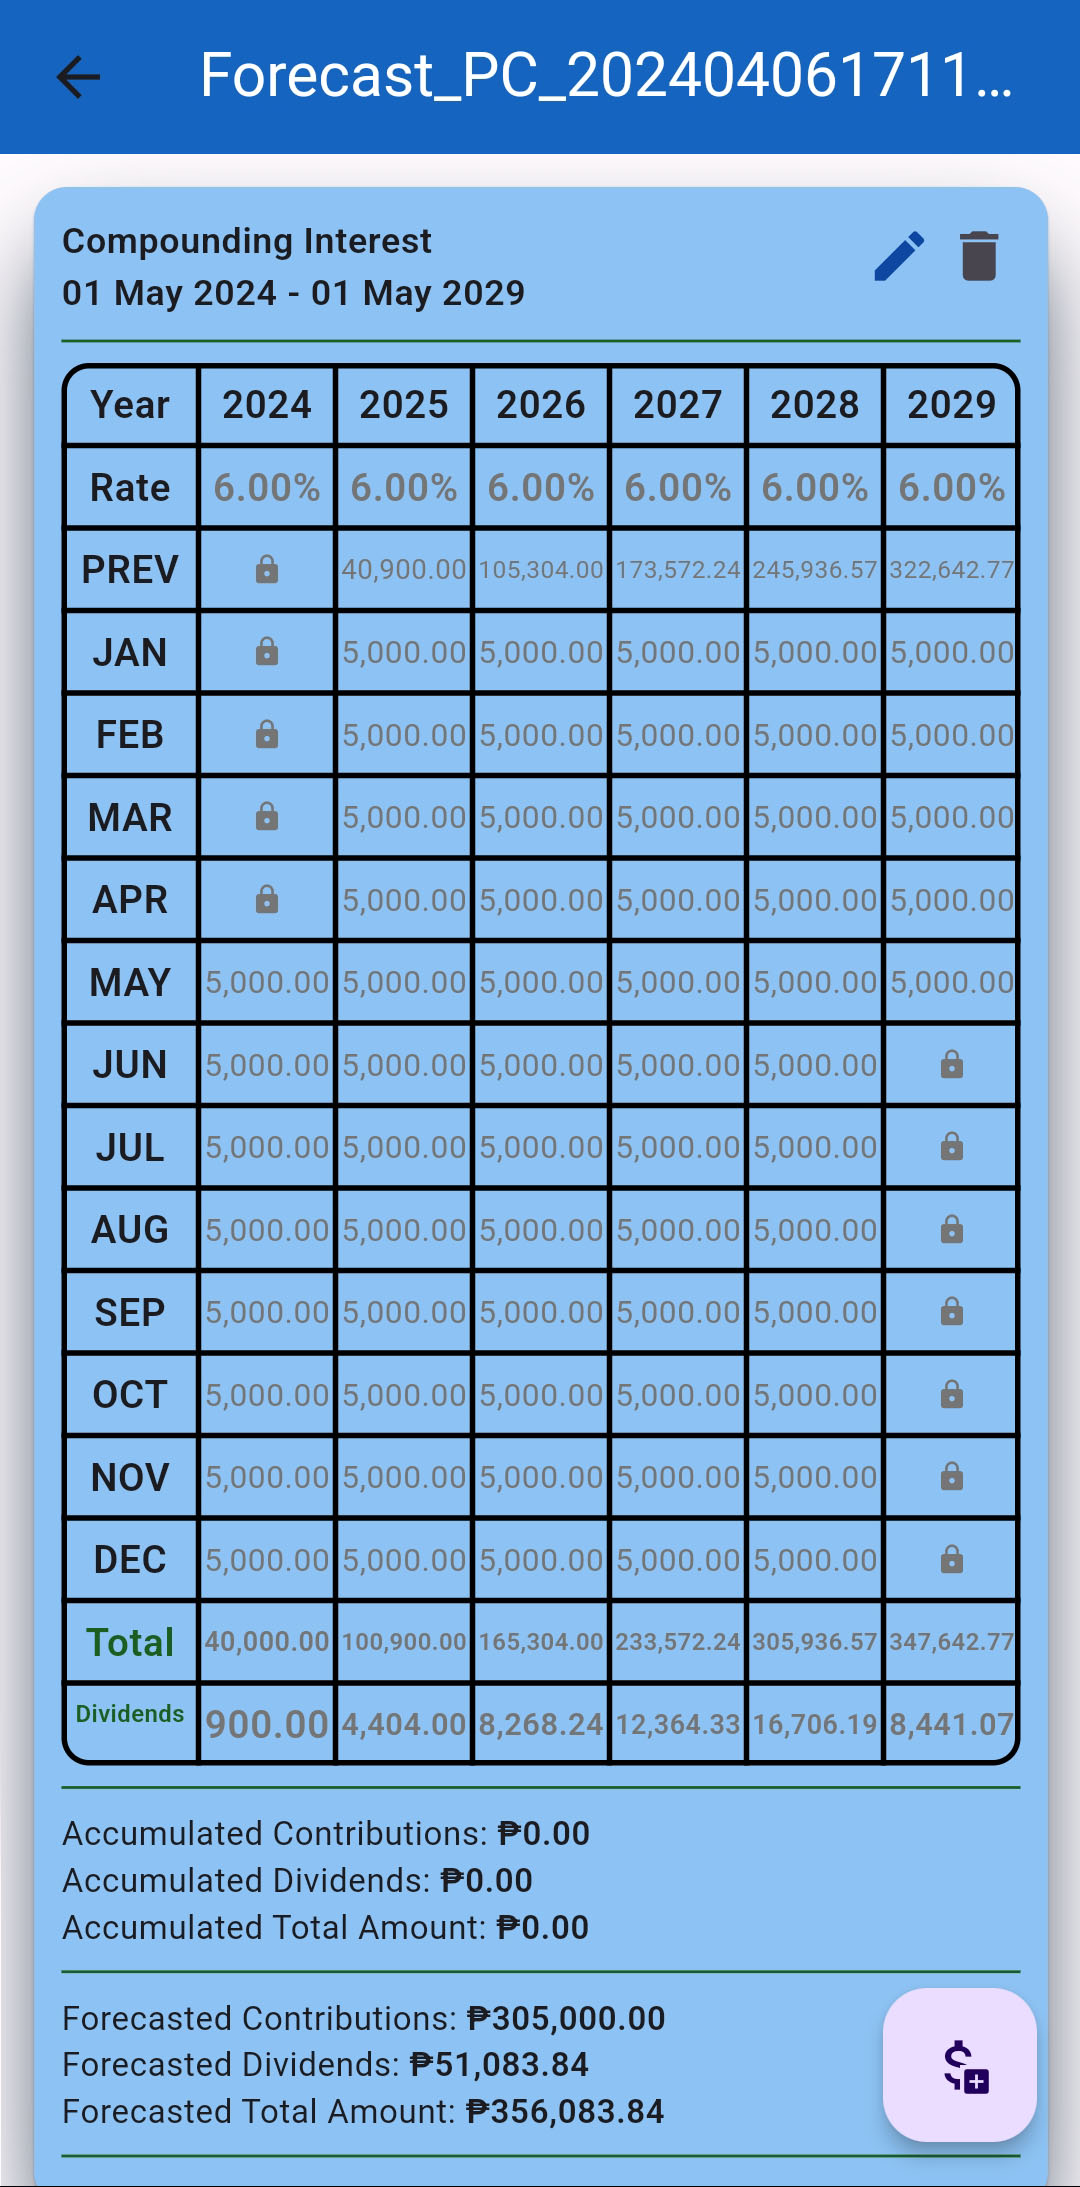 Forecast_PC_202404061711...
Compounding Interest
01 May 2024 - 01 May 2029
Year 2024 2025 2026 2027 2028 2029
Rate 6.00% 6.00% 6.00% 6.00% 6.00% 6.00%
PREV 40,900.00 105,304.00 173,572.24 245,936.57 322,642.77
JAN 5,000.00 5,000.00 5,000.00 5,000.00 5,000.00
FEB 5,000.00 5,000.00 5,000.00 5,000.00 5,000.00
MAR 5,000.00 5,000.00 5,000.00 5,000.00 5,000.00
APR 5,000.00 5,000.00 5,000.00 5,000.00 5,000.00
MAY 5,000.00 5,000.00 5,000.00 5,000.00 5,000.00 5,000.00
JUN 5,000.00 5,000.00 5,000.00 5,000.00 5,000.00
JUL 5,000.00 5,000.00 5,000.00 5,000.00 5,000.00
AUG 5,000.00 5,000.00 5,000.00 5,000.00 5,000.00
SEP 5,000.00 5,000.00 5,000.00 5,000.00 5,000.00
OCT 5,000.00 5,000.00 5,000.00 5,000.00 5,000.00
NOV 5,000.00 5,000.00 5,000.00 5,000.00 5,000.00
DEC 5,000.00 5,000.00 5,000.00 5,000.00 5,000.00
Total 40,000.00 100,900.00 165,304.00 233,572.24 305,936.57 347,642.77
Dividends 900.00 4,404.00 8,268.24 12,364.33 16,706.19 8,441.07
Accumulated Contributions: ₱0.00
Accumulated Dividends: ₱0.00
Accumulated Total Amount: ₱0.00
Forecasted Contributions: ₱305,000.00
Forecasted Dividends: ₱51,083.84
Forecasted Total Amount: ₱356,083.84